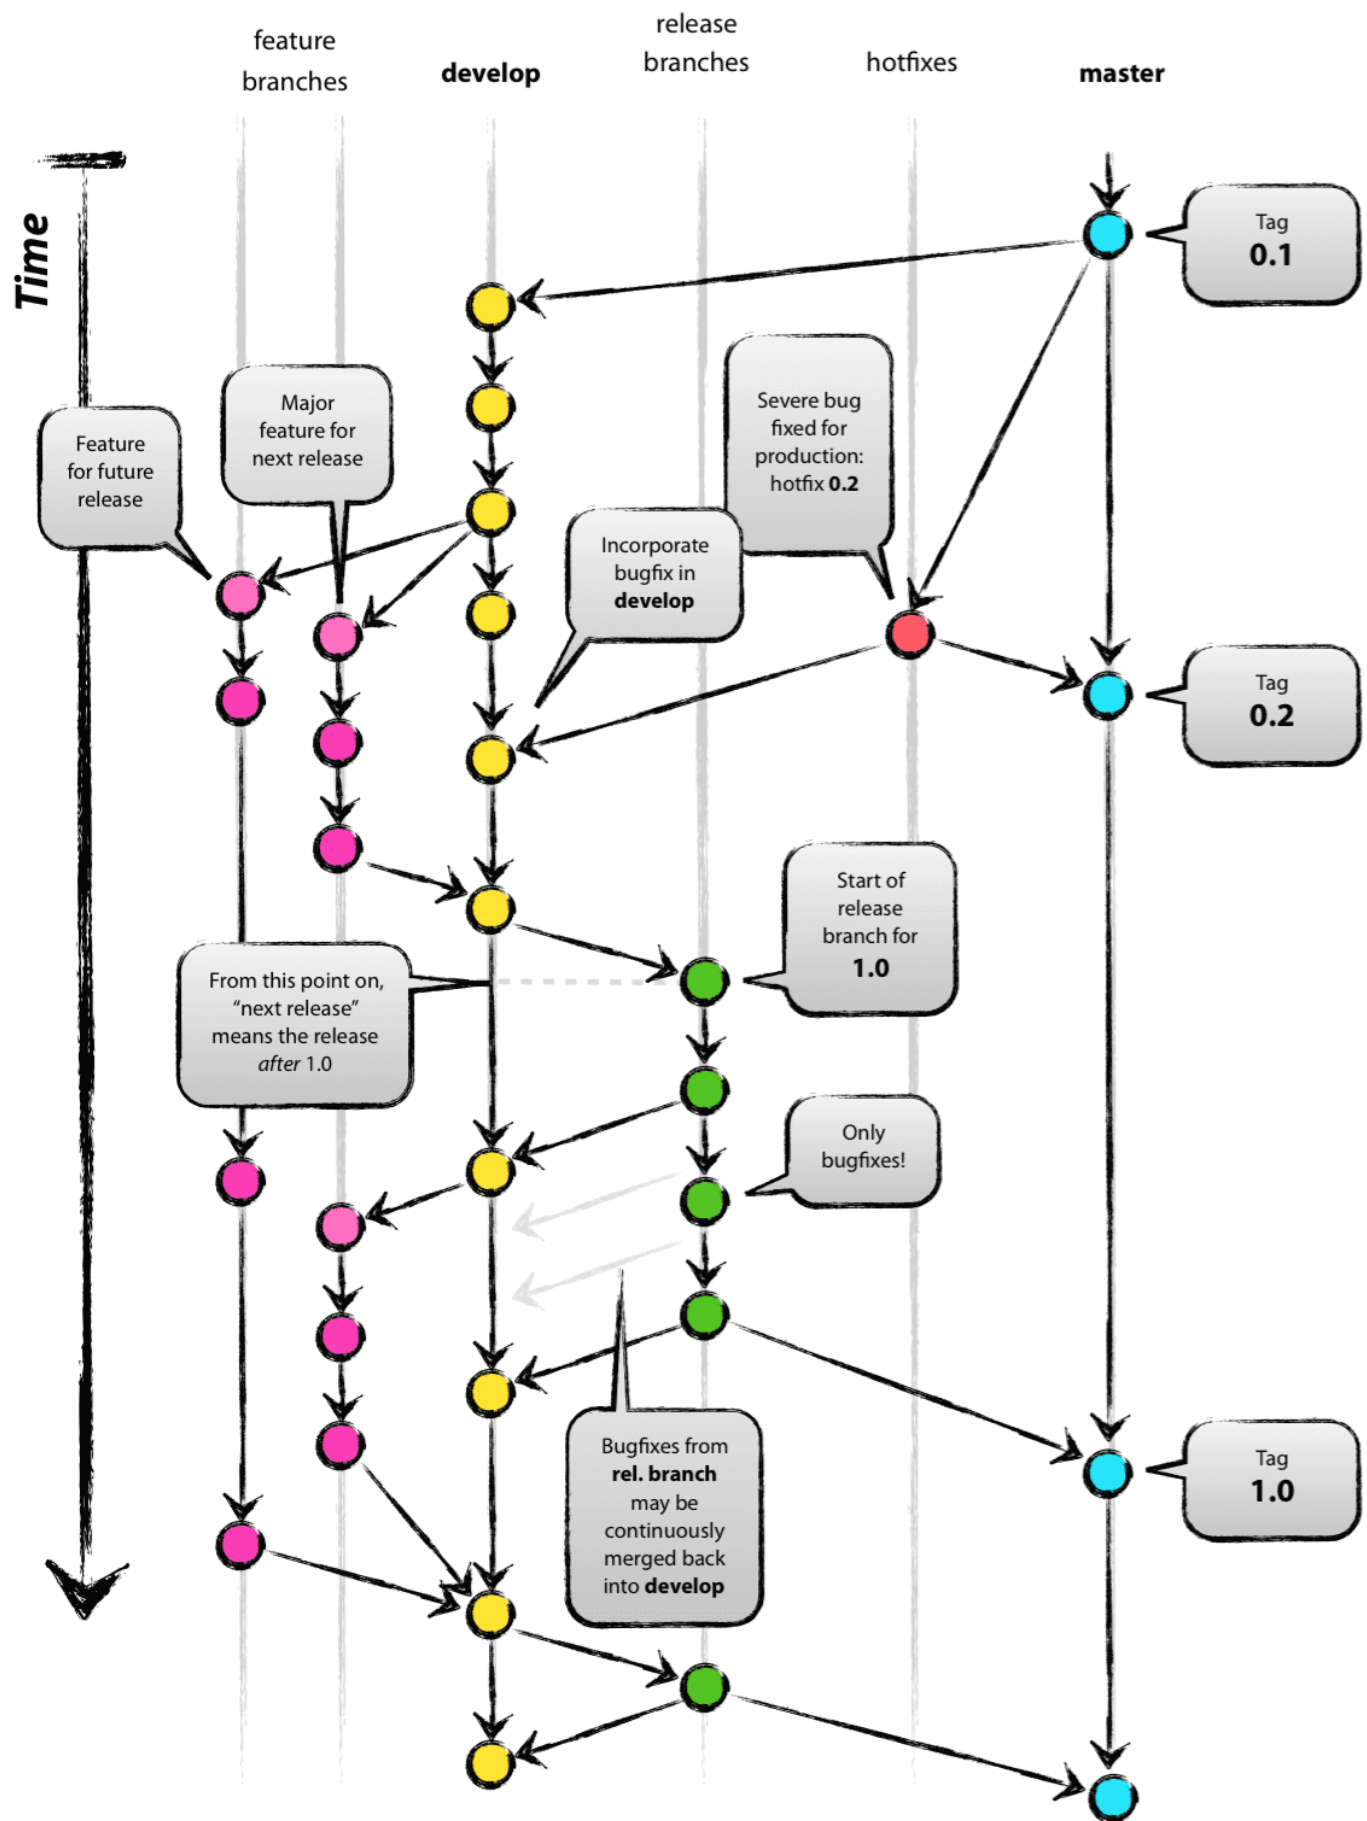 feature
branches
develop
release
branches
hotfixes
master
Time
Tag
0.1
Feature
for future
release
Major
feature for
next release
Severe bug
fixed for
production:
hotfix 0.2
Incorporate
bugfix in
develop
Tag
0.2
Start of
release
branch for
1.0
From this point on,
“next release”
means the release
after 1.0
Only
bugfixes!
Bugfixes from
rel. branch
may be
continuously
merged back
into develop
Tag
1.0